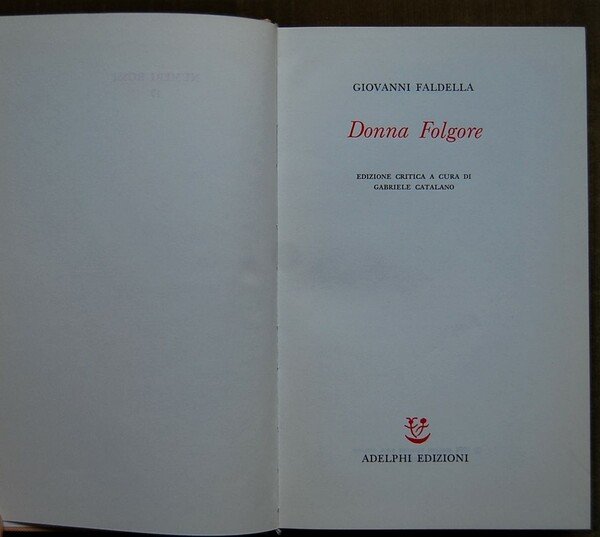 GIOVANNI FALDELLA
Donna Folgore
EDIZIONE CRITICA A CURA DI
GABRIELE CATALANO
ADELPHI EDIZIONI